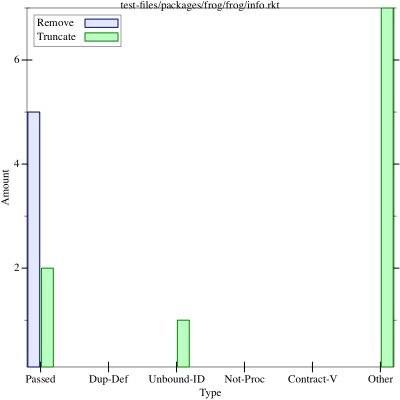 test-files/packages/frog/frog/info.rkt
Remove
Truncate
6
4
2
Amount
Passed Dup-Def Unbound-ID Not-Proc Contract-V Other
Type